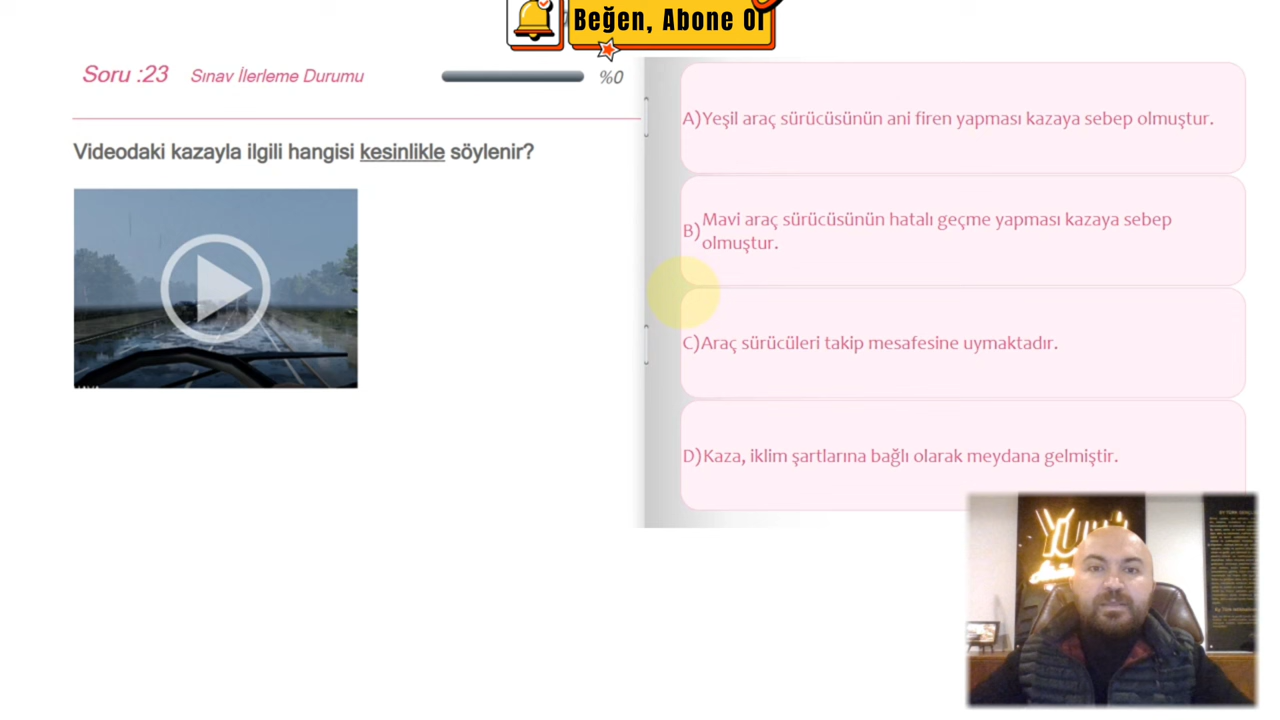 Beğen, Abone Ol
Soru :23 Sınav İlerleme Durumu %0
Videodaki kazayla ilgili hangisi kesinlikle söylenir?
A)Yeşil araç sürücüsünün ani firen yapması kazaya sebep olmuştur.
B)Mavi araç sürücüsünün hatalı geçme yapması kazaya sebep
olmuştur.
C)Araç sürücüleri takip mesafesine uymaktadır.
D)Kaza, iklim şartlarına bağlı olarak meydana gelmiştir.